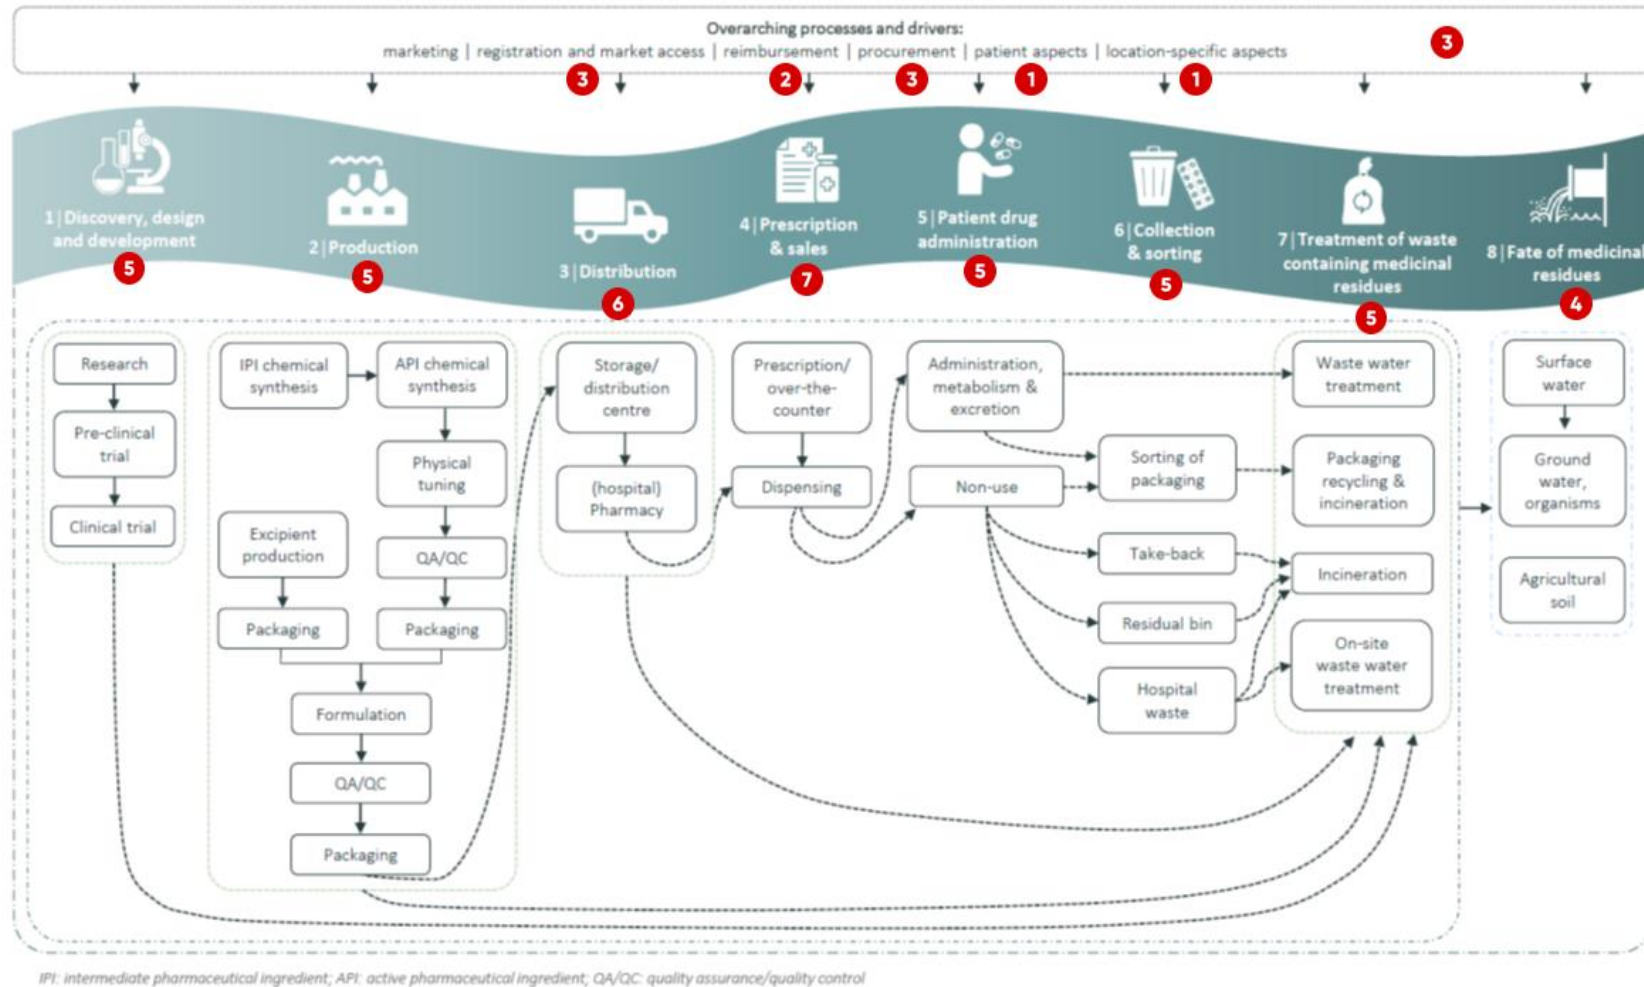 Overarching processes and drivers:
marketing | registration and market access | reimbursement | procurement | patient aspects | location-specific aspects
3
3
2
3
1
1
1|Discovery, design
and development
5
2|Production
5
3|Distribution
6
4|Prescription
& sales
7
5|Patient drug
administration
5
6|Collection
& sorting
5
7|Treatment of waste
containing medicinal
residues
5
8|Fate of medicinal
residues
4
Research
Pre-clinical
trial
Clinical trial
IPI chemical
synthesis
API chemical
synthesis
Physical
tuning
QA/QC
Packaging
Excipient
production
Packaging
Formulation
QA/QC
Packaging
Storage/
distribution
centre
(hospital)
Pharmacy
Prescription/
over-the-
counter
Dispensing
Administration,
metabolism &
excretion
Non-use
Sorting of
packaging
Take-back
Residual bin
Hospital
waste
Waste water
treatment
Packaging
recycling &
incineration
Incineration
On-site
waste water
treatment
Surface
water
Ground
water,
organisms
Agricultural
soil
IPI: intermediate pharmaceutical ingredient; API: active pharmaceutical ingredient; QA/QC: quality assurance/quality control